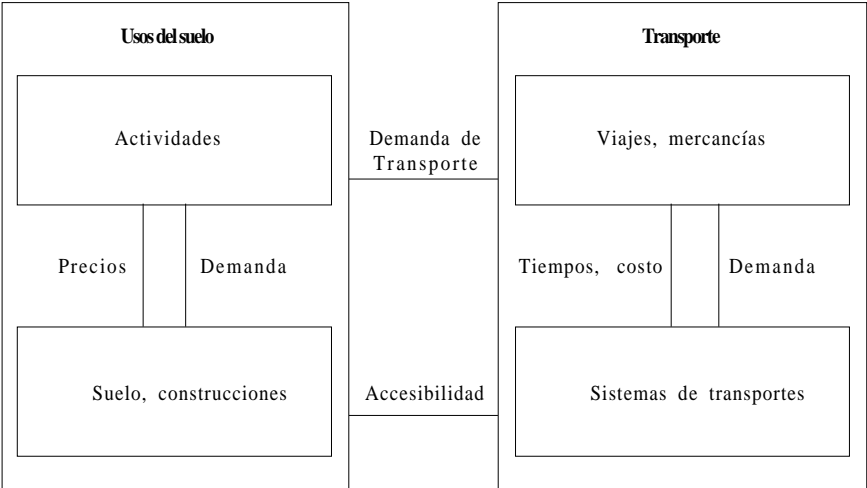 Usos del suelo
Transporte
Actividades
Demanda de
Transporte
Viajes, mercancías
Precios
Demanda
Tiempos, costo
Demanda
Suelo, construcciones
Accesibilidad
Sistemas de transportes